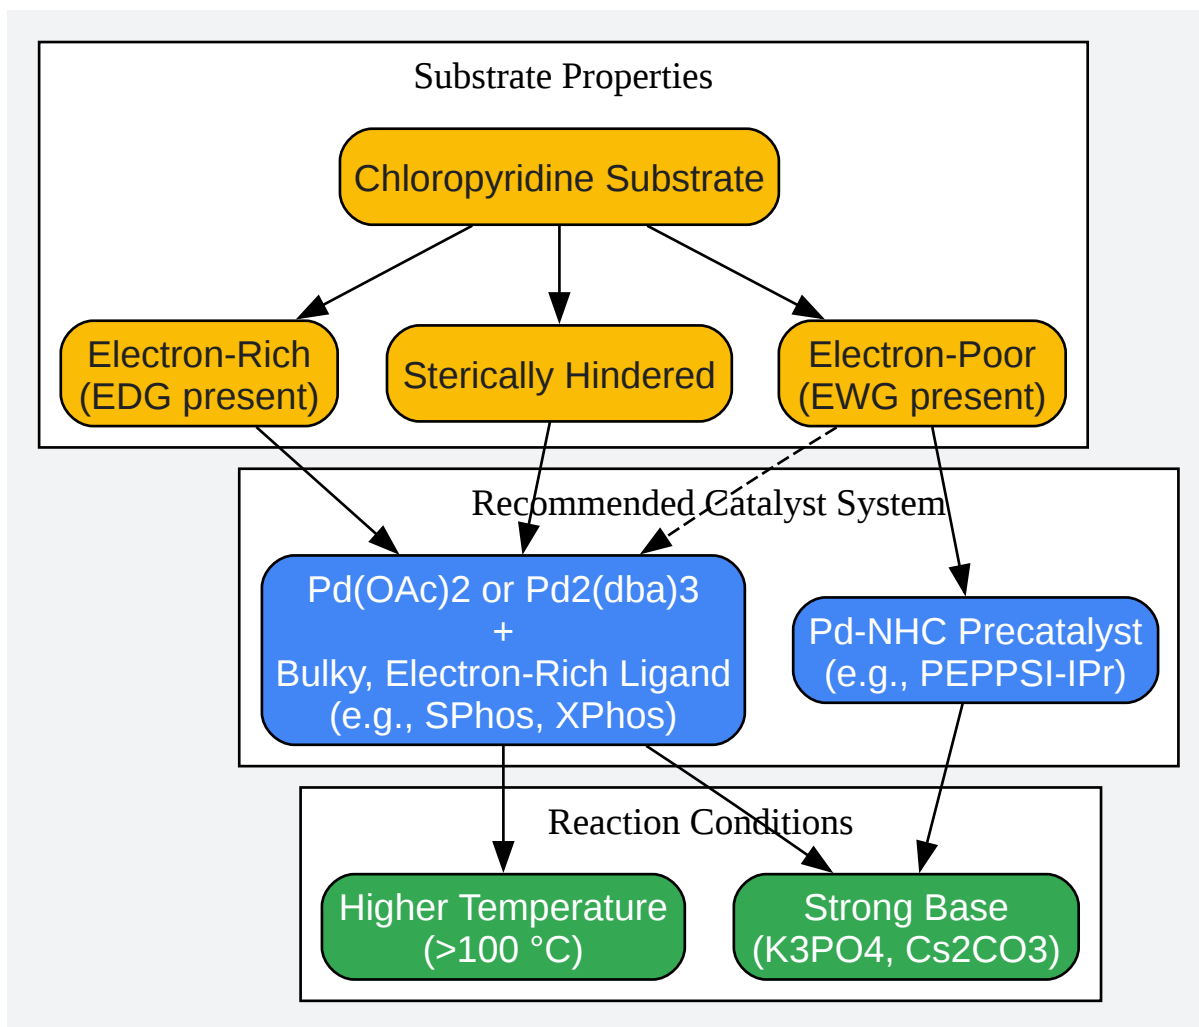 Substrate Properties
Chloropyridine Substrate
Electron-Rich
(EDG present)
Sterically Hindered
Electron-Poor
(EWG present)
Recommended Catalyst System
Pd(OAc)2 or Pd2(dba)3
+
Bulky, Electron-Rich Ligand
(e.g., SPhos, XPhos)
Pd-NHC Precatalyst
(e.g., PEPPSI-IPr)
Reaction Conditions
Higher Temperature
(>100 °C)
Strong Base
(K3PO4, Cs2CO3)